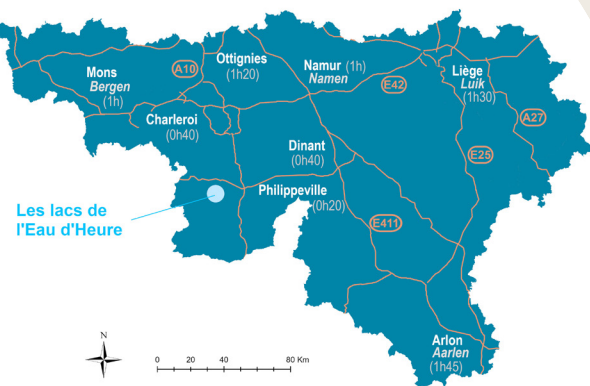 Ottignies
(1h20)
Namur (1h)
Namen
Mons
Bergen
(1h)
A10
Liège
Luik
(1h30)
E42
Charleroi
(0h40)
A27
Dinant
(0h40)
E25
Philippeville
(0h20)
Les lacs de
l'Eau d'Heure
E411
N
Arlon
Aarlen
(1h45)
0 20 40 80 Km